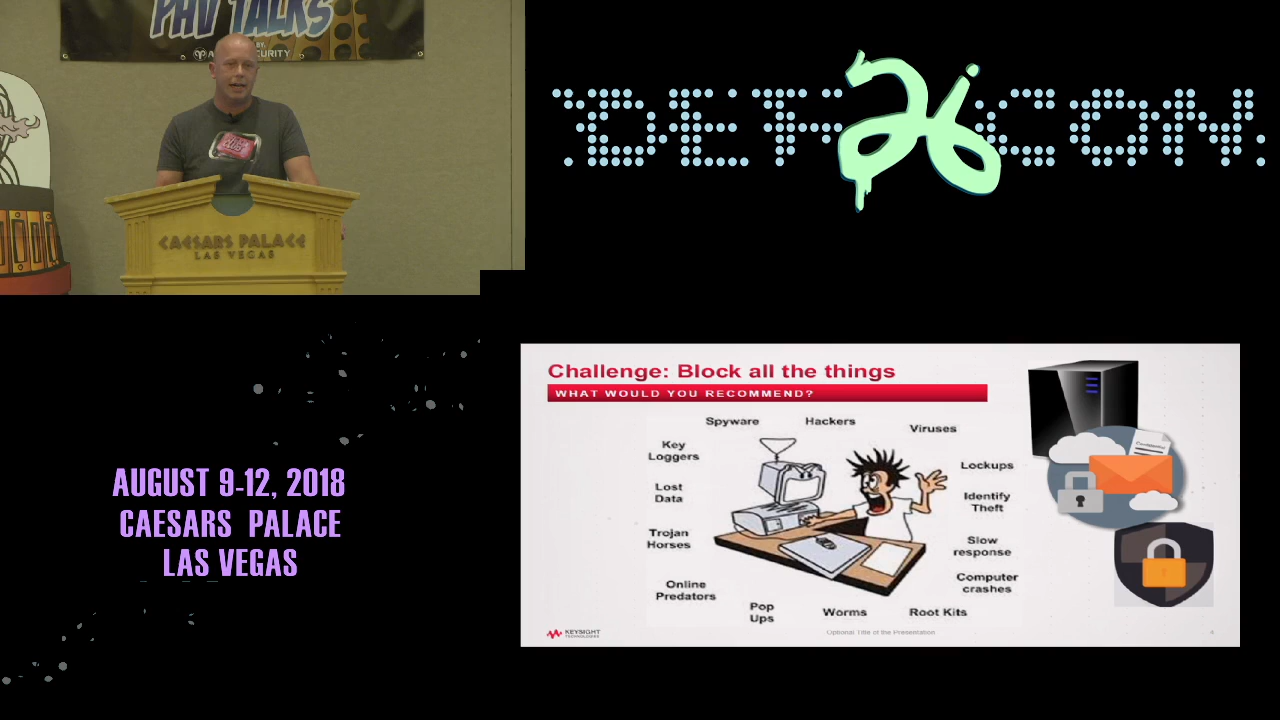 PHV TALKS
DEFCON
26
CAESARS PALACE
LAS VEGAS
AUGUST 9-12, 2018
CAESARS PALACE
LAS VEGAS
Challenge: Block all the things
WHAT WOULD YOU RECOMMEND?
Spyware
Hackers
Viruses
Key
Loggers
Lockups
Lost
Data
Identify
Theft
Trojan
Horses
Slow
response
Online
Predators
Computer
crashes
Pop
Ups
Worms
Root Kits
KEYSIGHT
TECHNOLOGIES
Optional Title of the Presentation